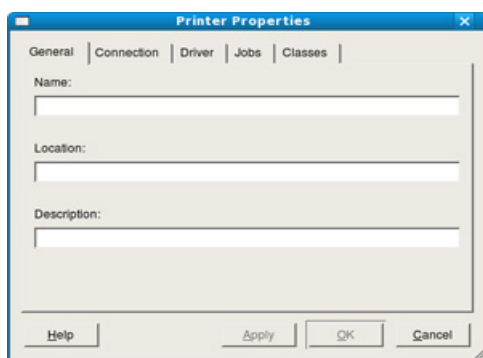 Printer Properties
General Connection Driver Jobs Classes
Name:
Location:
Description:
Help Apply OK Cancel